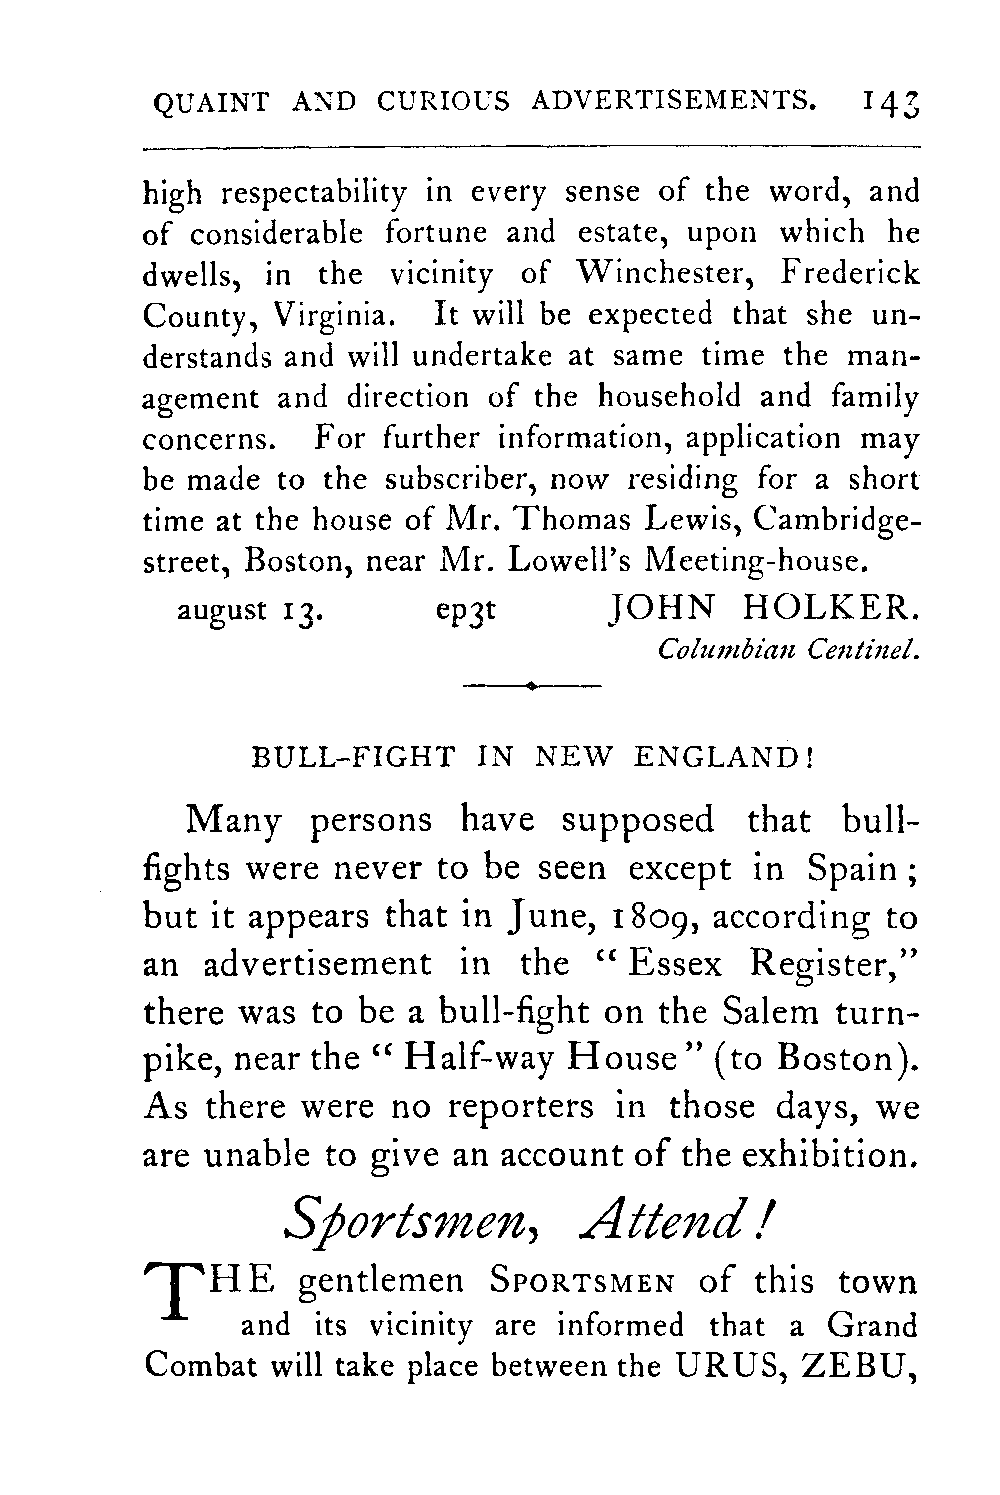 QUAINT AND CURIOUS ADVERTISEMENTS. 143
high respectability in every sense of the word, and
of considerable fortune and estate, upon which he
dwells, in the vicinity of Winchester, Frederick
County, Virginia. It will be expected that she un-
derstands and will undertake at same time the man-
agement and direction of the household and family
concerns. For further information, application may
be made to the subscriber, now residing for a short
time at the house of Mr. Thomas Lewis, Cambridge-
street, Boston, near Mr. Lowell's Meeting-house.
august 13. ep3t JOHN HOLKER.
Columbian Centinel.
BULL-FIGHT IN NEW ENGLAND!
Many persons have supposed that bull-
fights were never to be seen except in Spain;
but it appears that in June, 1809, according to
an advertisement in the "Essex Register,"
there was to be a bull-fight on the Salem turn-
pike, near the "Half-way House" (to Boston).
As there were no reporters in those days, we
are unable to give an account of the exhibition.
Sportsmen, Attend!
THE gentlemen SPORTSMEN of this town
and its vicinity are informed that a Grand
Combat will take place between the URUS, ZEBU,